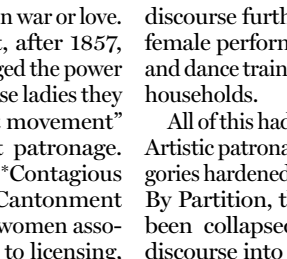 n war or love.
, after 1857,
ged the power
se ladies they
movement”
patronage.
*Contagious
Cantonment
women asso-
to licensing,
discourse furth
female perform
and dance train
households.
All of this had
Artistic patrona
gories hardened
By Partition, t
been collapse
discourse into